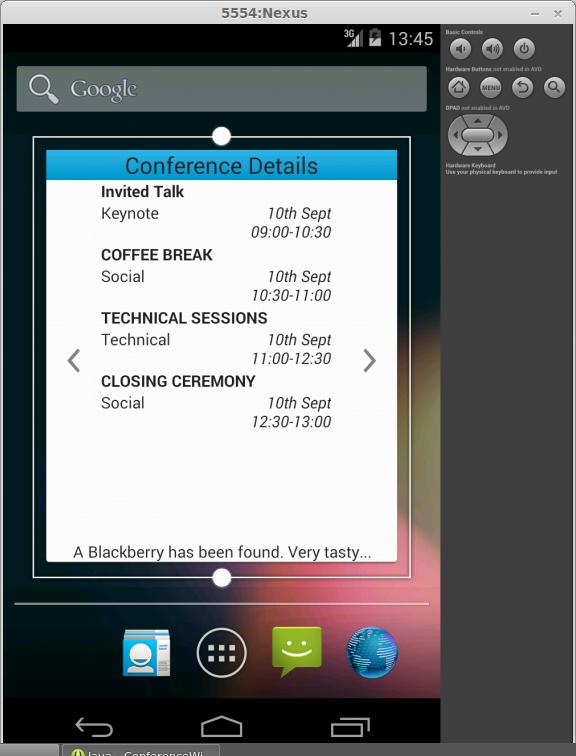 5554:Nexus
3G 13:45
Google
Conference Details
Invited Talk
Keynote 10th Sept
09:00-10:30
COFFEE BREAK
Social 10th Sept
10:30-11:00
TECHNICAL SESSIONS
Technical 10th Sept
11:00-12:30
CLOSING CEREMONY
Social 10th Sept
12:30-13:00
A Blackberry has been found. Very tasty...
Basic Controls
Hardware Buttons not enabled in AVD
MENU
DPAD not enabled in AVD
Hardware Keyboard
Use your physical keyboard to provide input
Java - ConferenceWi...